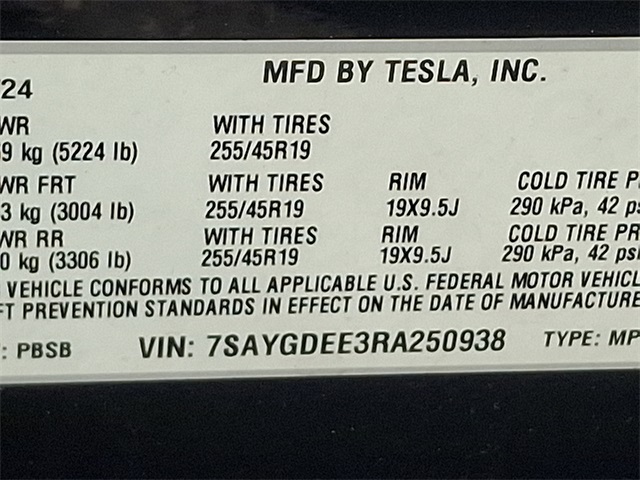 24
MFD BY TESLA, INC.
WR WITH TIRES
9 kg (5224 lb) 255/45R19
WR FRT WITH TIRES RIM COLD TIRE P
3 kg (3004 lb) 255/45R19 19X9.5J 290 kPa, 42 ps
WR RR WITH TIRES RIM COLD TIRE PR
0 kg (3306 lb) 255/45R19 19X9.5J 290 kPa, 42 psi
VEHICLE CONFORMS TO ALL APPLICABLE U.S. FEDERAL MOTOR VEHICL
FT PREVENTION STANDARDS IN EFFECT ON THE DATE OF MANUFACTURE
: PBSB VIN: 7SAYGDEE3RA250938 TYPE: MP